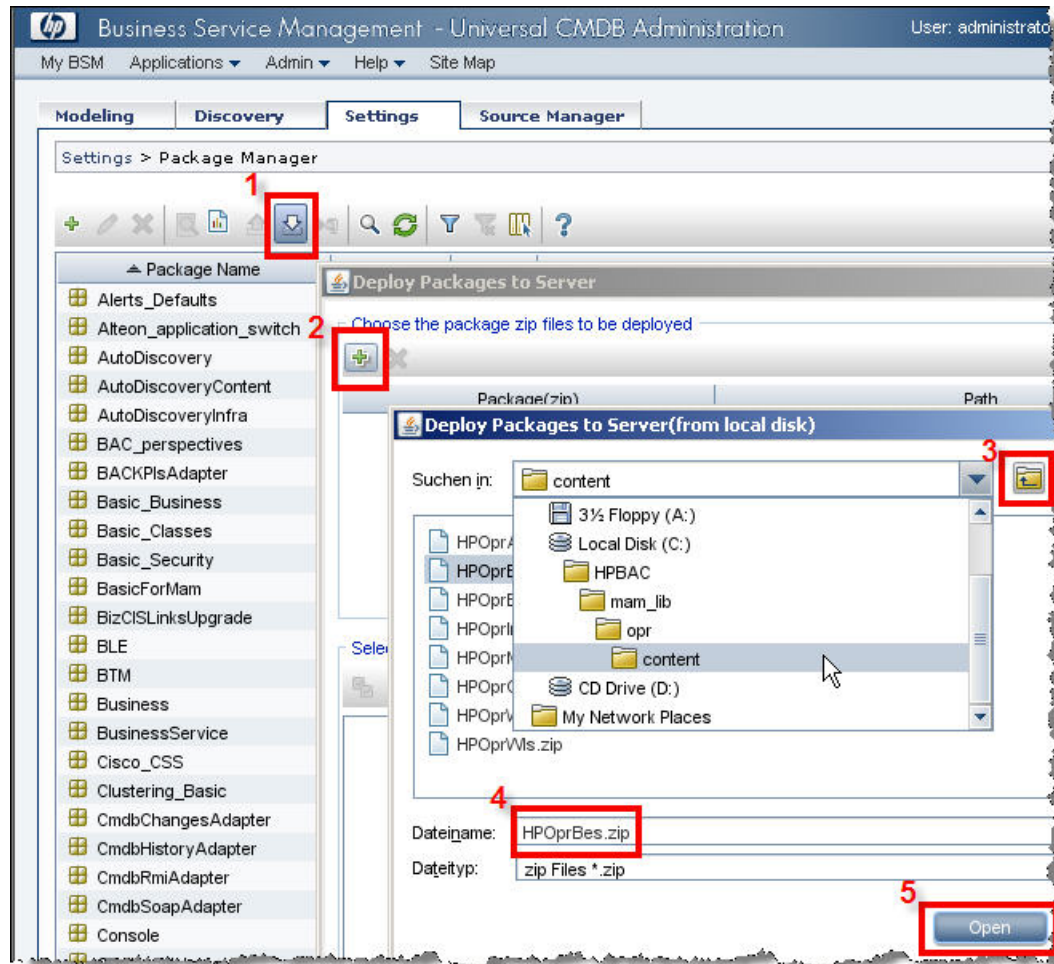 hp Business Service Management - Universal CMDB Administration User: administrato
My BSM Applications Admin Help Site Map
Modeling Discovery Settings Source Manager
Settings > Package Manager
1
Package Name
Alerts_Defaults
Alteon_application_switch
AutoDiscovery
AutoDiscoveryContent
AutoDiscoveryInfra
BAC_perspectives
BACKPIsAdapter
Basic_Business
Basic_Classes
Basic_Security
BasicForMam
BizCISLinksUpgrade
BLE
BTM
Business
BusinessService
Cisco_CSS
Clustering_Basic
CmdbChangesAdapter
CmdbHistoryAdapter
CmdbRmiAdapter
CmdbSoapAdapter
Console
Deploy Packages to Server
2
Choose the package zip files to be deployed
Package(zip) Path
Selec
Deploy Packages to Server(from local disk)
3
Suchen in: content
3½ Floppy (A:)
Local Disk (C:)
HPBAC
mam_lib
opr
content
CD Drive (D:)
My Network Places
HPOprWls.zip
4
Dateiname: HPOprBes.zip
Dateityp: zip Files *.zip
5
Open